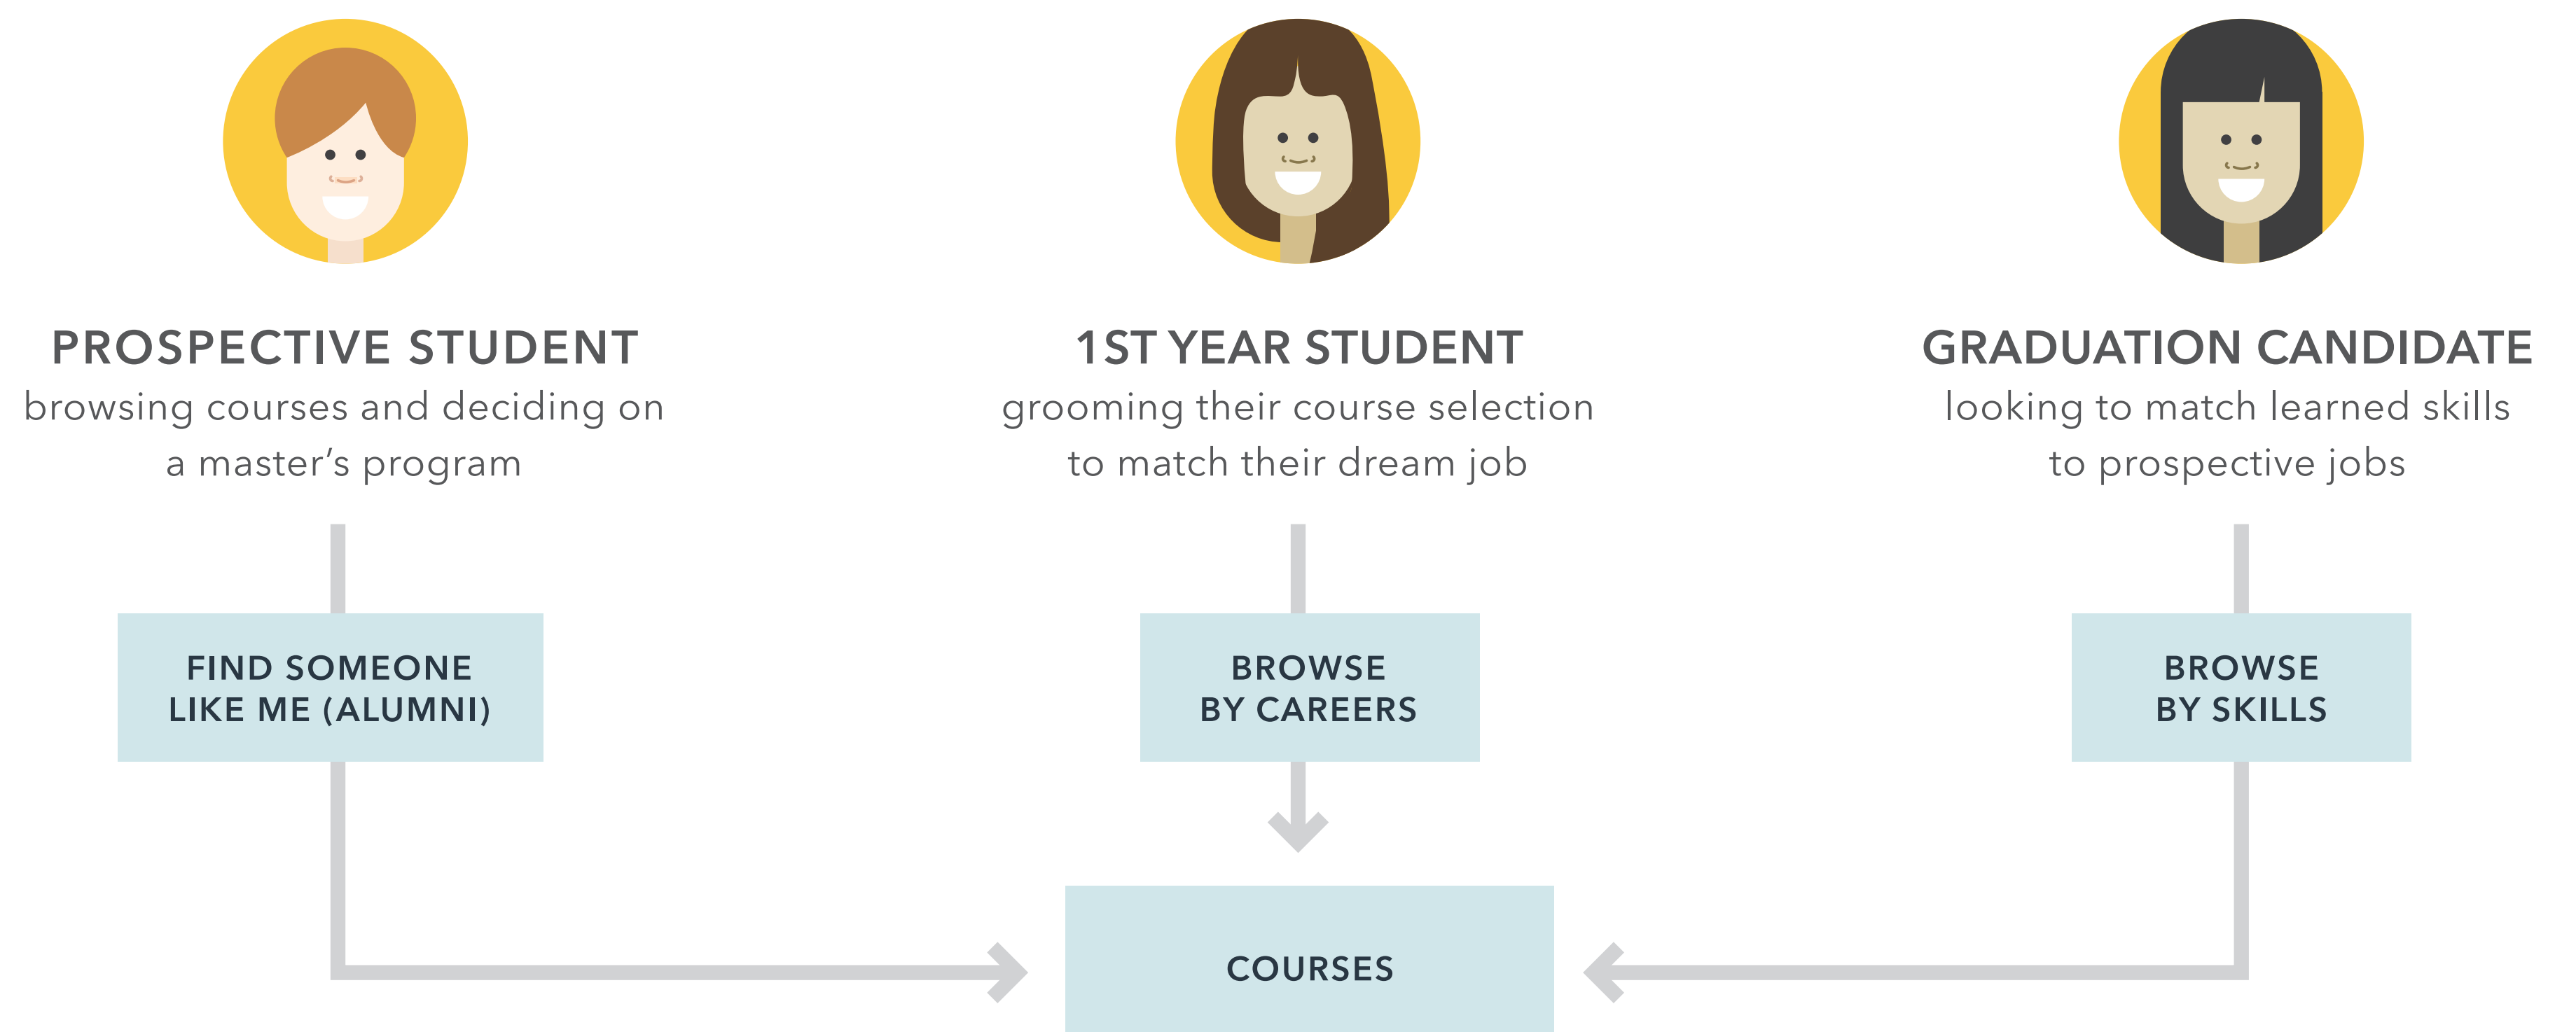 PROSPECTIVE STUDENT
browsing courses and deciding on
a master’s program
1ST YEAR STUDENT
grooming their course selection
to match their dream job
GRADUATION CANDIDATE
looking to match learned skills
to prospective jobs
FIND SOMEONE
LIKE ME (ALUMNI)
BROWSE
BY CAREERS
BROWSE
BY SKILLS
COURSES